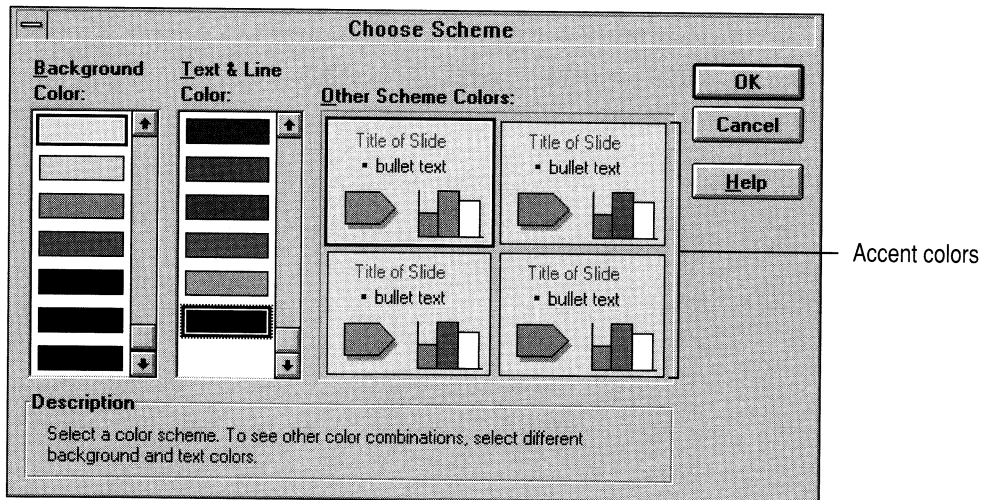 Choose Scheme
Background
Color:
Text & Line
Color:
Other Scheme Colors:
Title of Slide
▪ bullet text
Title of Slide
▪ bullet text
Title of Slide
▪ bullet text
Title of Slide
▪ bullet text
OK
Cancel
Help
Accent colors
Description
Select a color scheme. To see other color combinations, select different
background and text colors.